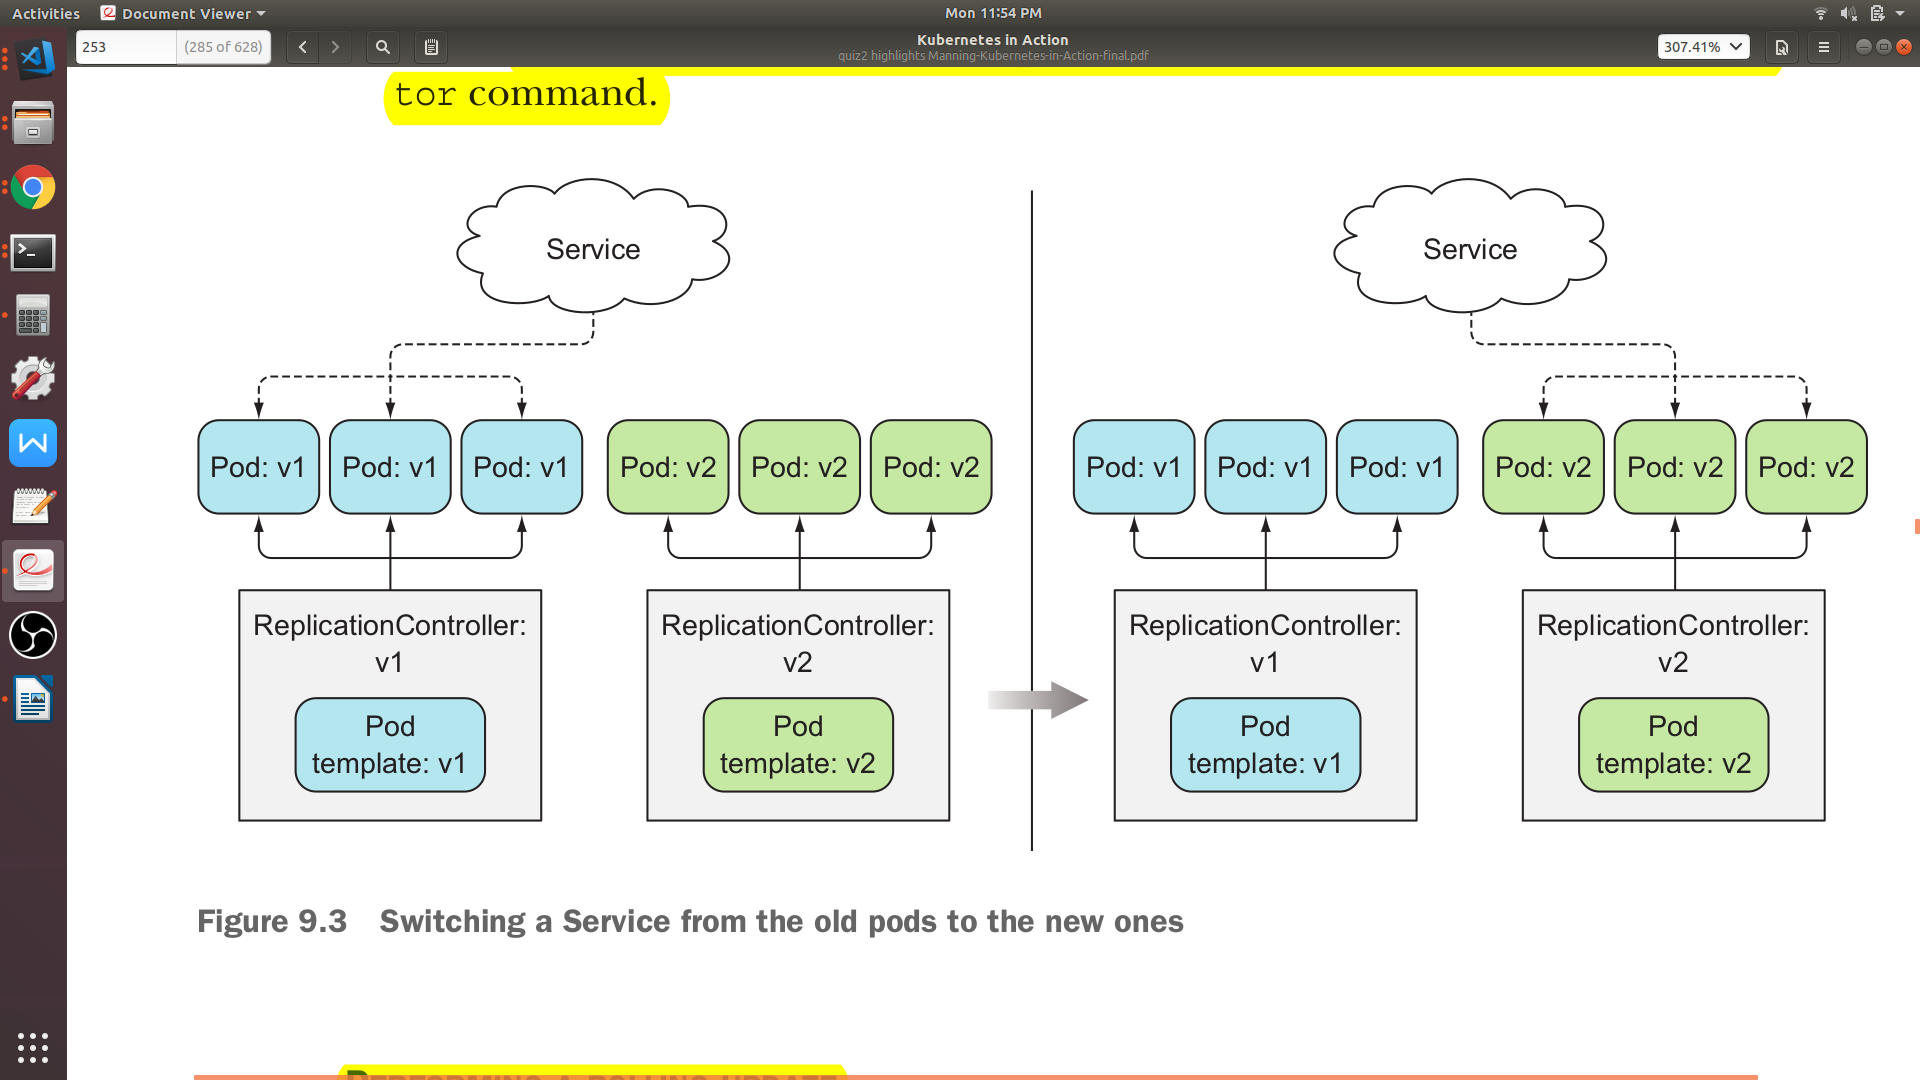 Activities Document Viewer Mon 11:54 PM
253 (285 of 628) Kubernetes in Action 307.41%
quiz2 highlights Manning-Kubernetes-in-Action-final.pdf
tor command.
Service Service
Pod: v1 Pod: v1 Pod: v1 Pod: v2 Pod: v2 Pod: v2 Pod: v1 Pod: v1 Pod: v1 Pod: v2 Pod: v2 Pod: v2
ReplicationController: ReplicationController: ReplicationController: ReplicationController:
v1 v2 v1 v2
Pod Pod Pod Pod
template: v1 template: v2 template: v1 template: v2
Figure 9.3 Switching a Service from the old pods to the new ones
PERFORMING A ROLLING UPDATE